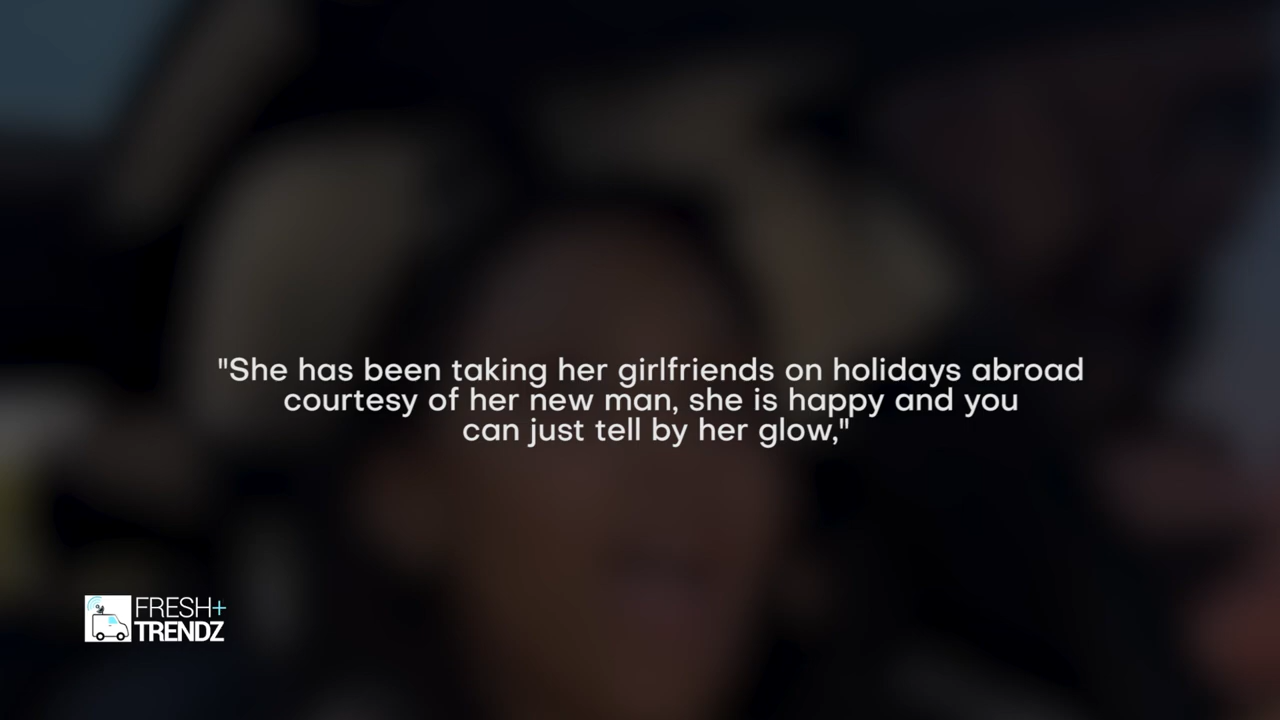 "She has been taking her girlfriends on holidays abroad
courtesy of her new man, she is happy and you
can just tell by her glow,"
FRESH+
TRENDZ